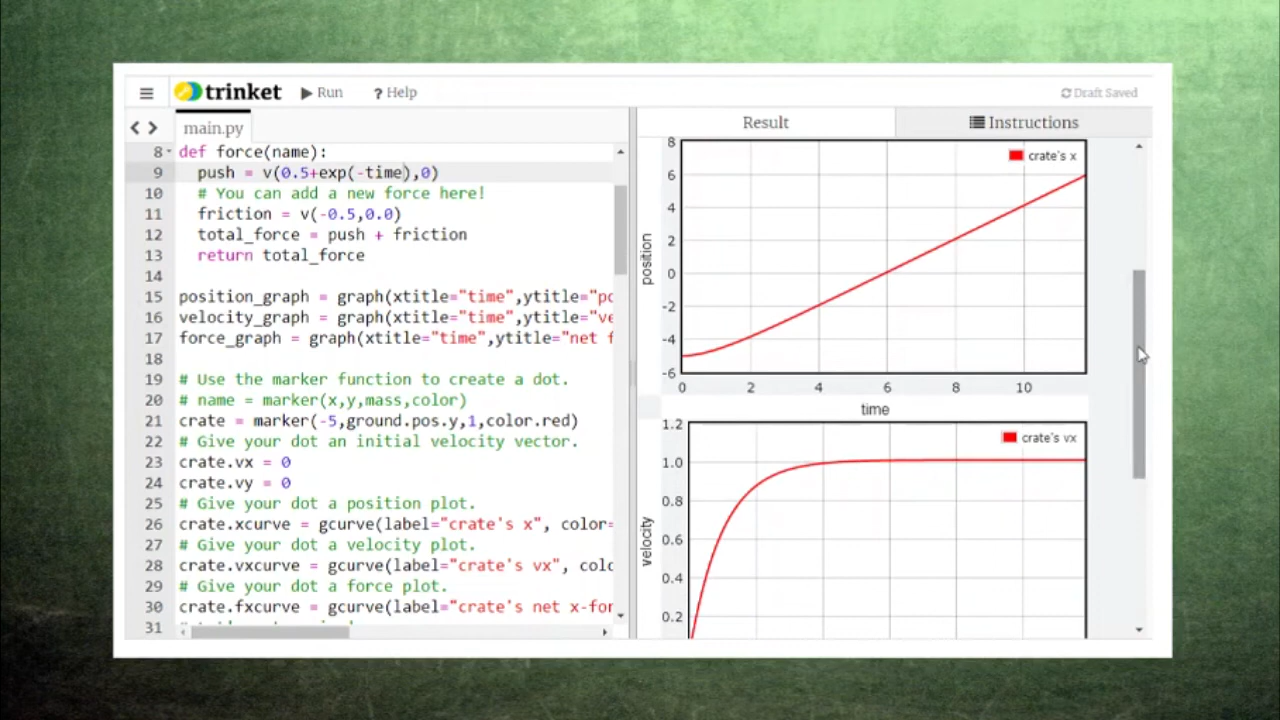 trinket
Run
? Help
Draft Saved
main.py
Result
Instructions
8 def force(name):
9 push = v(0.5+exp(-time),0)
10 # You can add a new force here!
11 friction = v(-0.5,0.0)
12 total_force = push + friction
13 return total_force
14
15 position_graph = graph(xtitle="time",ytitle="po
16 velocity_graph = graph(xtitle="time",ytitle="ve
17 force_graph = graph(xtitle="time",ytitle="net f
18
19 # Use the marker function to create a dot.
20 # name = marker(x,y,mass,color)
21 crate = marker(-5,ground.pos.y,1,color.red)
22 # Give your dot an initial velocity vector.
23 crate.vx = 0
24 crate.vy = 0
25 # Give your dot a position plot.
26 crate.xcurve = gcurve(label="crate's x", color=
27 # Give your dot a velocity plot.
28 crate.vxcurve = gcurve(label="crate's vx", colo
29 # Give your dot a force plot.
30 crate.fxcurve = gcurve(label="crate's net x-for
31
8
crate's x
6
4
2
0
-2
-4
-6
position
0 2 4 6 8 10
time
1.2
crate's vx
1.0
0.8
0.6
0.4
0.2
velocity